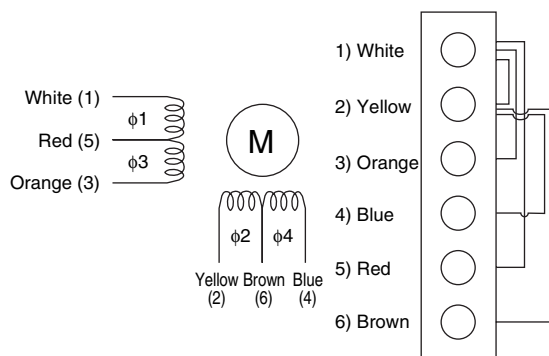 White (1)
φ1
Red (5)
φ3
Orange (3)
M
φ2
φ4
Yellow Brown Blue
(2) (6) (4)
1) White
2) Yellow
3) Orange
4) Blue
5) Red
6) Brown